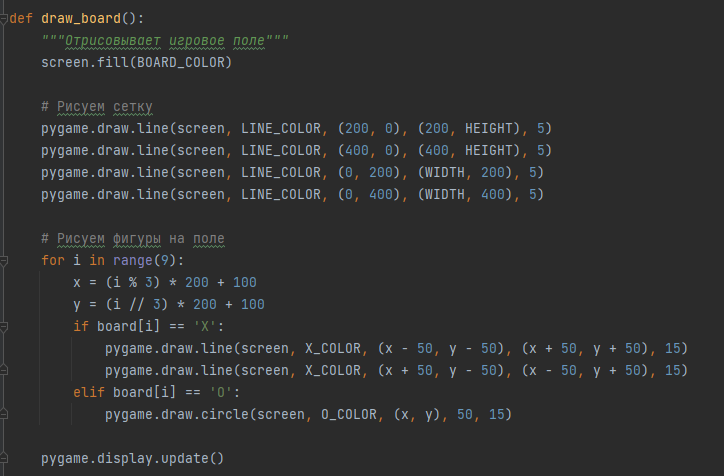 def draw_board():
    """Отрисовывает игровое поле"""
    screen.fill(BOARD_COLOR)

    # Рисуем сетку
    pygame.draw.line(screen, LINE_COLOR, (200, 0), (200, HEIGHT), 5)
    pygame.draw.line(screen, LINE_COLOR, (400, 0), (400, HEIGHT), 5)
    pygame.draw.line(screen, LINE_COLOR, (0, 200), (WIDTH, 200), 5)
    pygame.draw.line(screen, LINE_COLOR, (0, 400), (WIDTH, 400), 5)

    # Рисуем фигуры на поле
    for i in range(9):
        x = (i % 3) * 200 + 100
        y = (i // 3) * 200 + 100
        if board[i] == 'X':
            pygame.draw.line(screen, X_COLOR, (x - 50, y - 50), (x + 50, y + 50), 15)
            pygame.draw.line(screen, X_COLOR, (x + 50, y - 50), (x - 50, y + 50), 15)
        elif board[i] == 'O':
            pygame.draw.circle(screen, O_COLOR, (x, y), 50, 15)

    pygame.display.update()